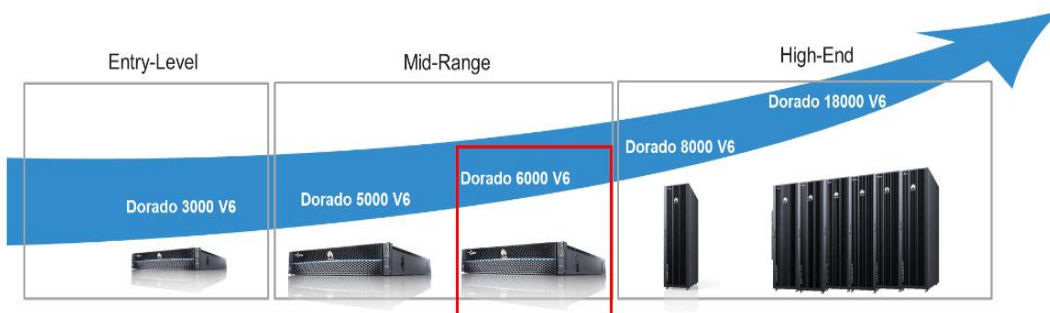 Entry-Level
Mid-Range
High-End
Dorado 3000 V6
Dorado 5000 V6
Dorado 6000 V6
Dorado 8000 V6
Dorado 18000 V6